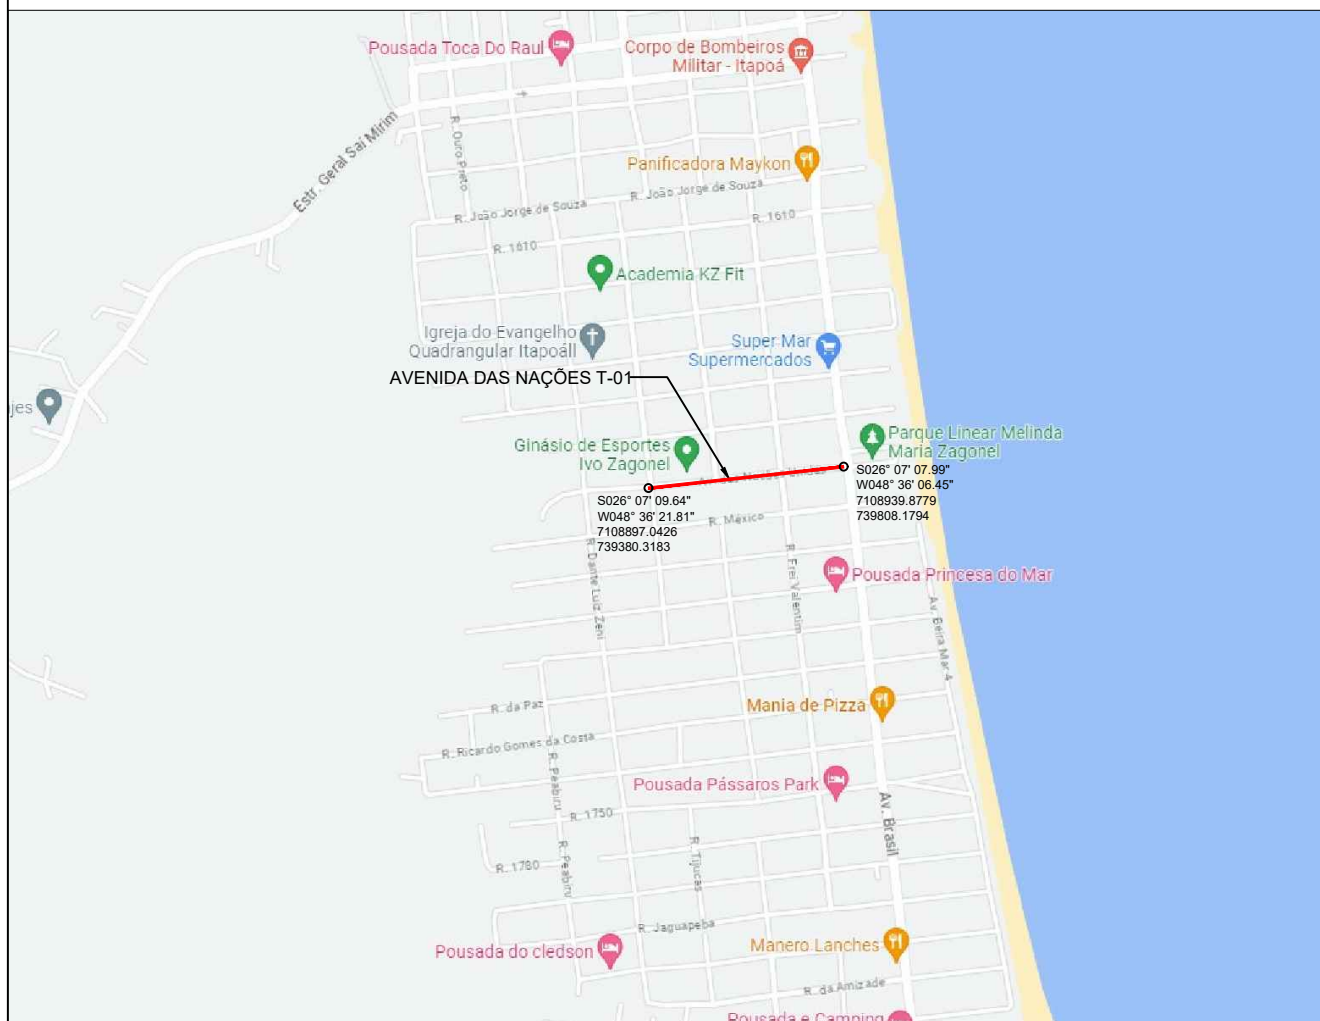 Pousada Toca Do Raul
Corpo de Bombeiros
Militar - Itapoá
Estr. Geral Saí Mirim
R. Ouro Preto
Panificadora Maykon
R. João Jorge de Souza
R. João Jorge de Souza
R. 1610
R. 1610
Academia KZ Fit
Igreja do Evangelho
Quadrangular Itapoáll
Super Mar
Supermercados
AVENIDA DAS NAÇÕES T-01
jes
Ginásio de Esportes
Ivo Zagonel
Parque Linear Melinda
Maria Zagonel
S026° 07' 07.99"
W048° 36' 06.45"
7108939.8779
739808.1794
S026° 07' 09.64"
W048° 36' 21.81"
7108897.0426
739380.3183
R. México
R. Dante Luiz Zeni
R. Frei Valentim
Pousada Princesa do Mar
Av. Beira Mar 4
Mania de Pizza
R. da Paz
R. Ricardo Gomes da Costa
R. Peabiru
Pousada Pássaros Park
Av. Brasil
R. 1750
R. 1780
R. Peabiru
R. Tijucas
R. Jaguapeba
Pousada do cledson
Manero Lanches
R. da Amizade
Pousada e Camping